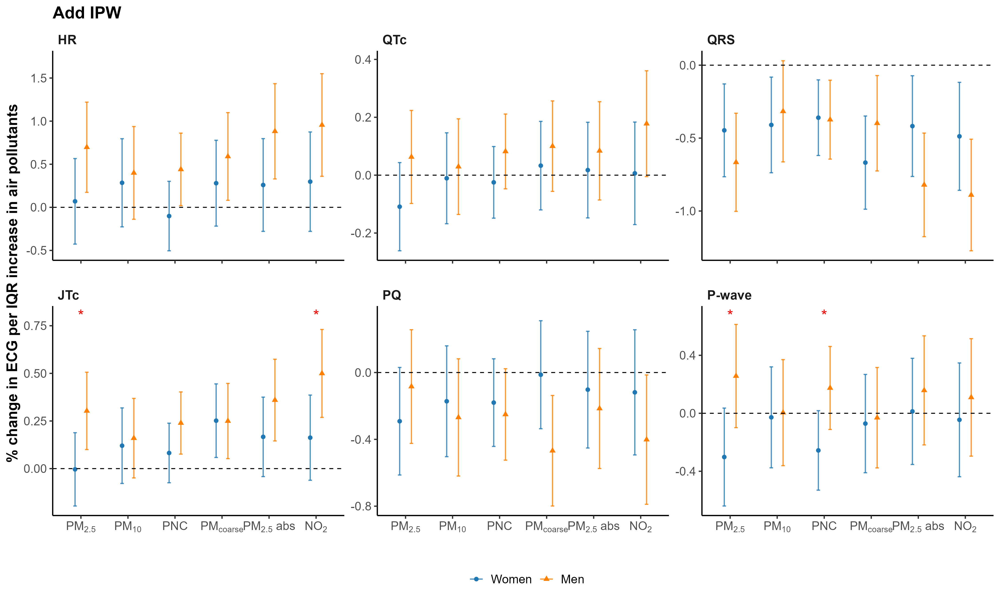 Add IPW
% change in ECG per IQR increase in air pollutants
HR
1.5
1.0
0.5
0.0
-0.5
QTc
0.4
0.2
0.0
-0.2
QRS
0.0
-0.5
-1.0
JTc
* *
0.75
0.50
0.25
0.00
PM2.5 PM10 PNC PMcoarse PM2.5 abs NO2
PQ
0.0
-0.4
-0.8
PM2.5 PM10 PNC PMcoarse PM2.5 abs NO2
P-wave
* *
0.4
0.0
-0.4
PM2.5 PM10 PNC PMcoarse PM2.5 abs NO2
Women Men